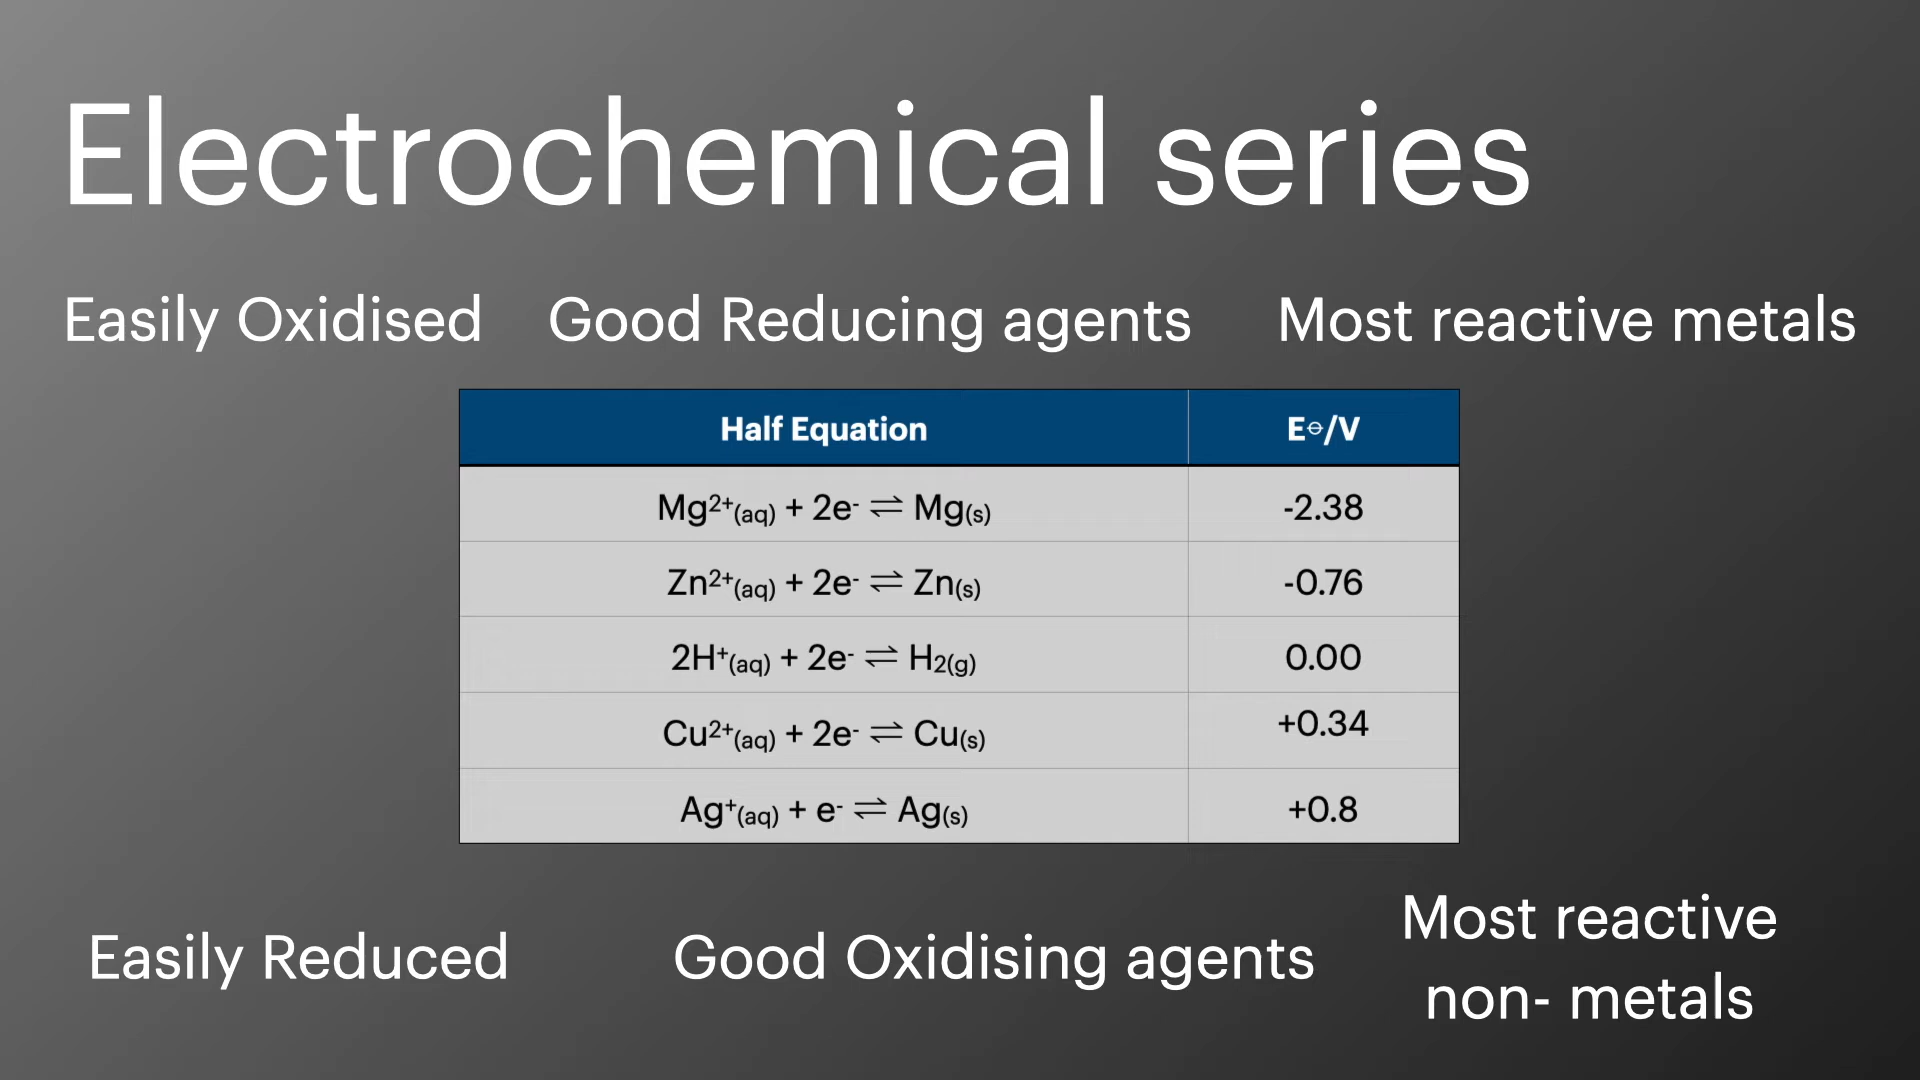 Electrochemical series
Easily Oxidised Good Reducing agents Most reactive metals
Half Equation E⦵/V
Mg²⁺(aq) + 2e⁻ ⇌ Mg(s) -2.38
Zn²⁺(aq) + 2e⁻ ⇌ Zn(s) -0.76
2H⁺(aq) + 2e⁻ ⇌ H₂(g) 0.00
Cu²⁺(aq) + 2e⁻ ⇌ Cu(s) +0.34
Ag⁺(aq) + e⁻ ⇌ Ag(s) +0.8
Easily Reduced Good Oxidising agents Most reactive
non- metals